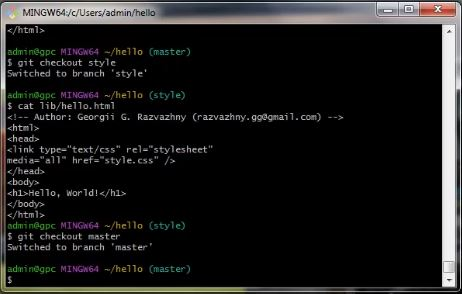 MINGW64:/c/Users/admin/hello
</html>
admin@gpc MINGW64 ~/hello (master)
$ git checkout style
Switched to branch 'style'
admin@gpc MINGW64 ~/hello (style)
$ cat lib/hello.html
<!-- Author: Georgii G. Razvazhny (razvazhny.gg@gmail.com) -->
<html>
<head>
<link type="text/css" rel="stylesheet"
media="all" href="style.css" />
</head>
<body>
<h1>Hello, World!</h1>
</body>
</html>
admin@gpc MINGW64 ~/hello (style)
$ git checkout master
Switched to branch 'master'
admin@gpc MINGW64 ~/hello (master)
$